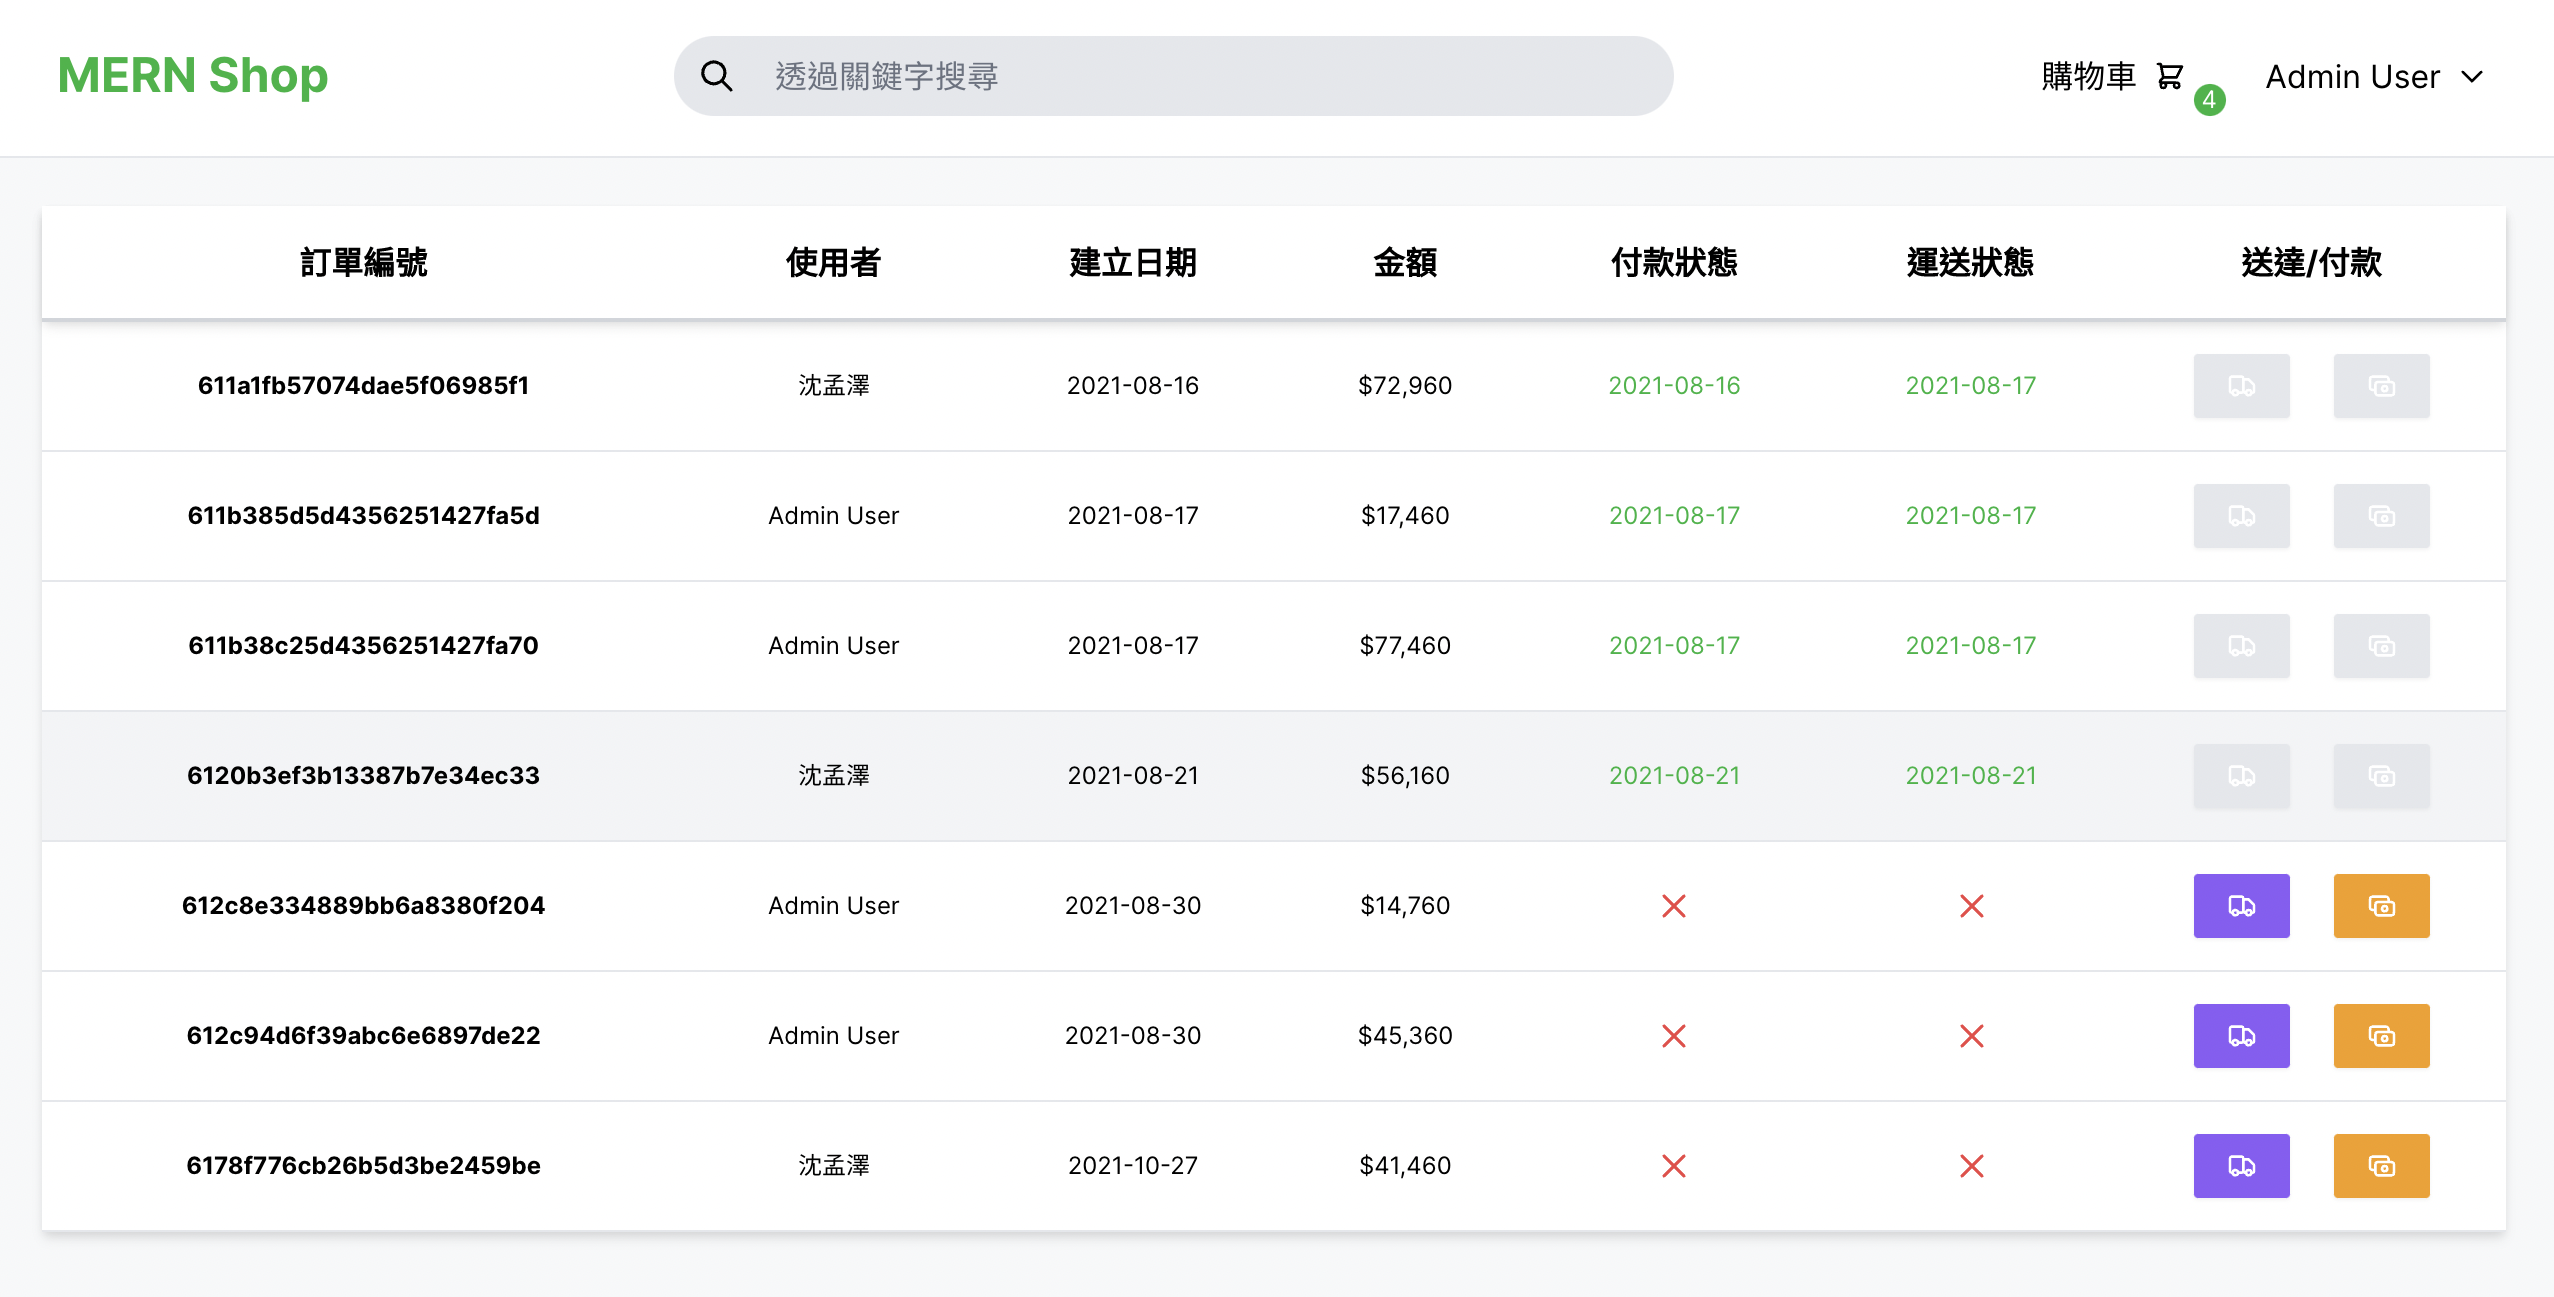 MERN Shop 透過關鍵字搜尋 購物車 4 Admin User
訂單編號 使用者 建立日期 金額 付款狀態 運送狀態 送達/付款
611a1fb57074dae5f06985f1 沈孟澤 2021-08-16 $72,960 2021-08-16 2021-08-17
611b385d5d4356251427fa5d Admin User 2021-08-17 $17,460 2021-08-17 2021-08-17
611b38c25d4356251427fa70 Admin User 2021-08-17 $77,460 2021-08-17 2021-08-17
6120b3ef3b13387b7e34ec33 沈孟澤 2021-08-21 $56,160 2021-08-21 2021-08-21
612c8e334889bb6a8380f204 Admin User 2021-08-30 $14,760
612c94d6f39abc6e6897de22 Admin User 2021-08-30 $45,360
6178f776cb26b5d3be2459be 沈孟澤 2021-10-27 $41,460